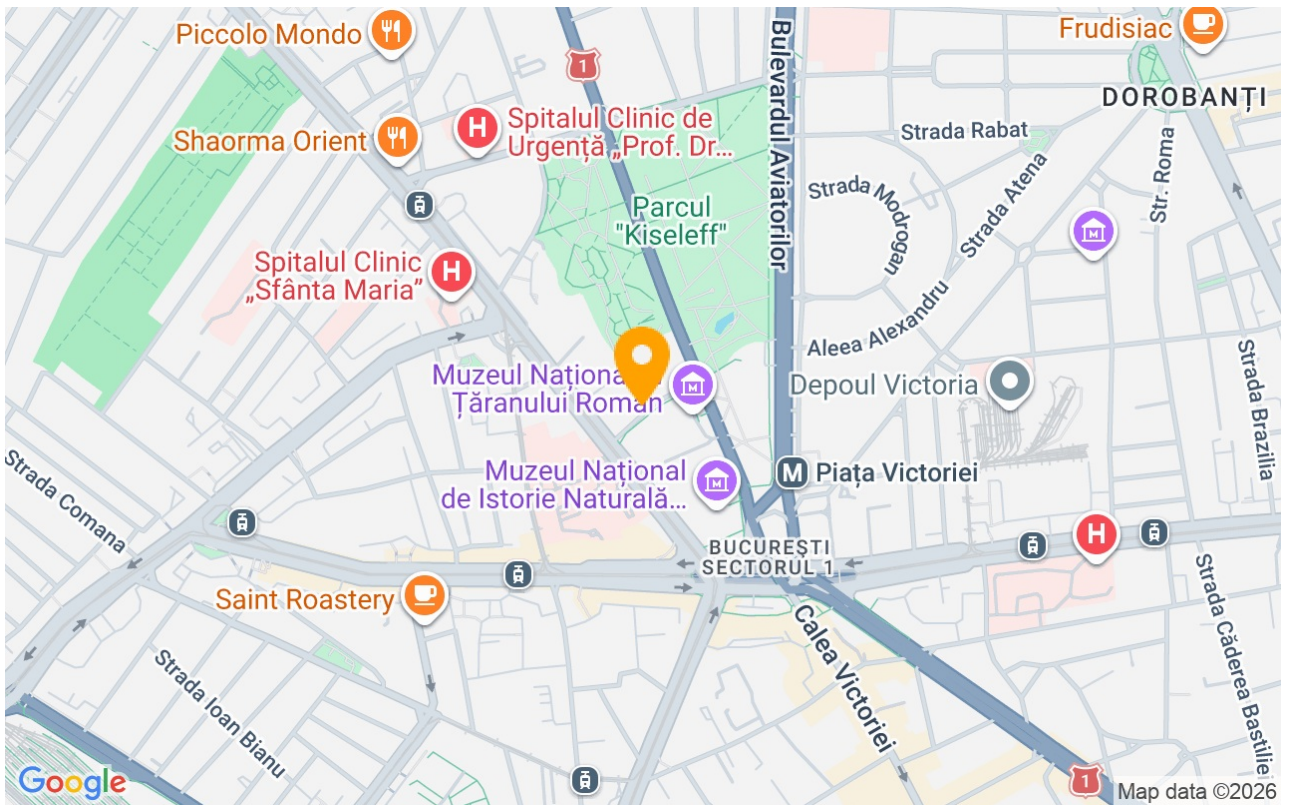 Piccolo Mondo
1
Bulevardul Aviatorilor
Frudisiac
DOROBANȚI
Shaorma Orient
H
Spitalul Clinic de
Urgență „Prof. Dr...
Strada Rabat
Strada Atena
Str. Roma
Strada Modrogan
Parcul
"Kiseleff"
M
Spitalul Clinic
„Sfânta Maria”
H
Aleea Alexandru
Muzeul Național
Țăranului Român
M
Depoul Victoria
Strada Brazilia
Strada Comana
Muzeul Național
de Istorie Naturală...
M
M
Piața Victoriei
BUCUREȘTI
SECTORUL 1
H
Saint Roastery
Calea Victoriei
Strada Căderea Bastiliei
Strada Ioan Bianu
Google
1
Map data ©2026